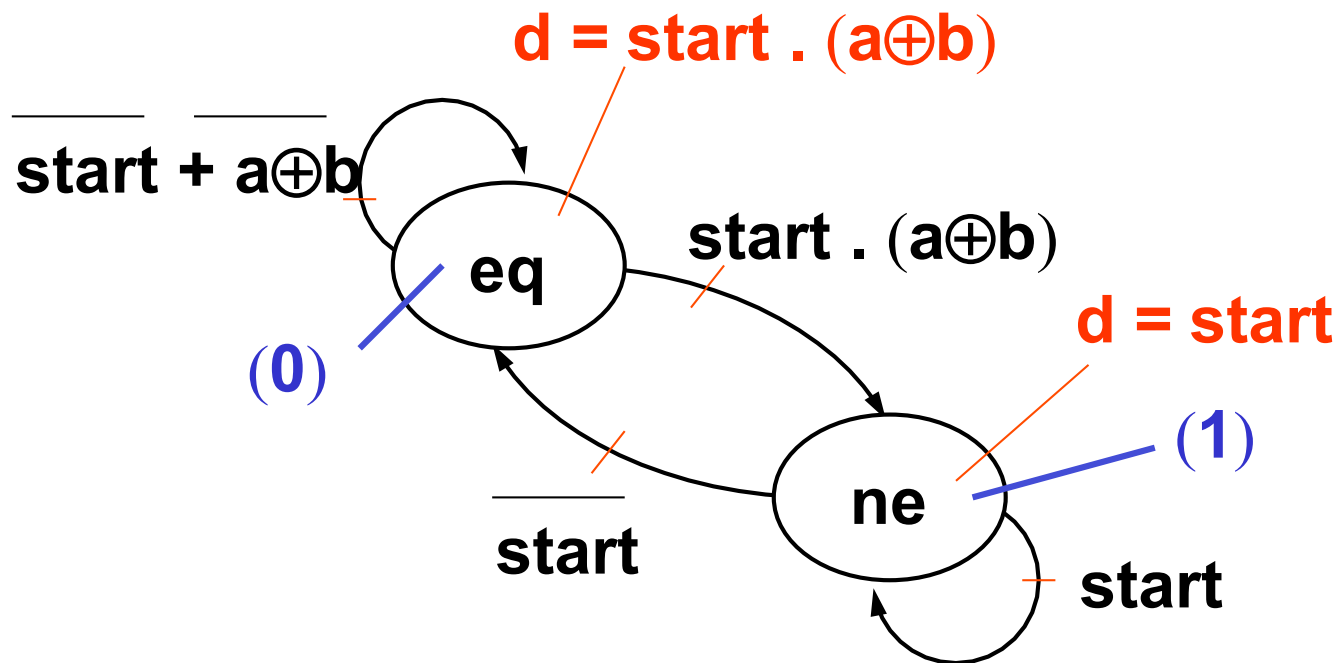 d = start . (a⊕b)
start + a⊕b
eq
start . (a⊕b)
d = start
(0)
(1)
ne
start
start